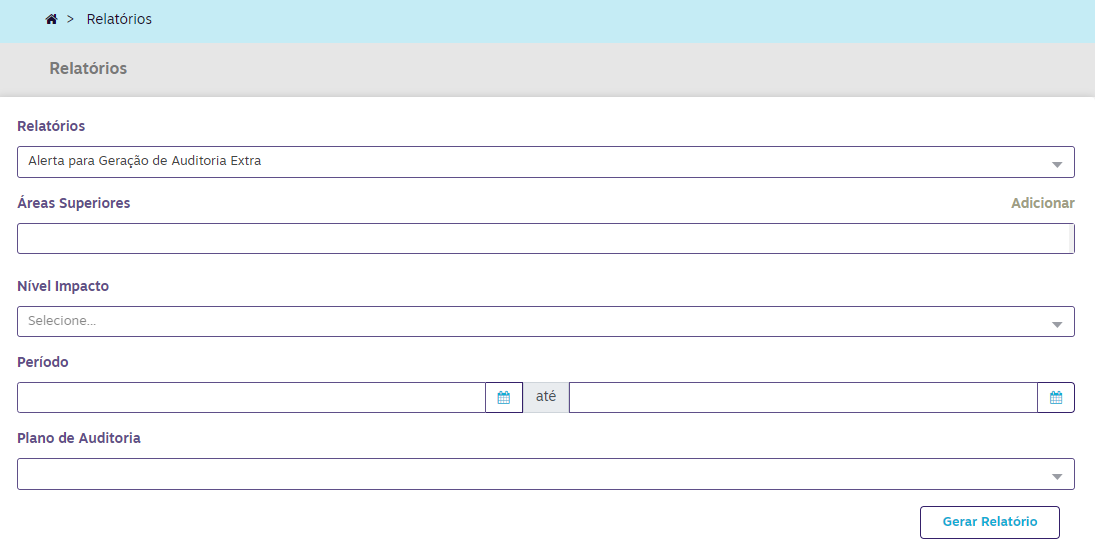 > Relatórios
Relatórios
Relatórios
Alerta para Geração de Auditoria Extra
Áreas Superiores Adicionar
Nível Impacto
Selecione...
Período
até
Plano de Auditoria
Gerar Relatório